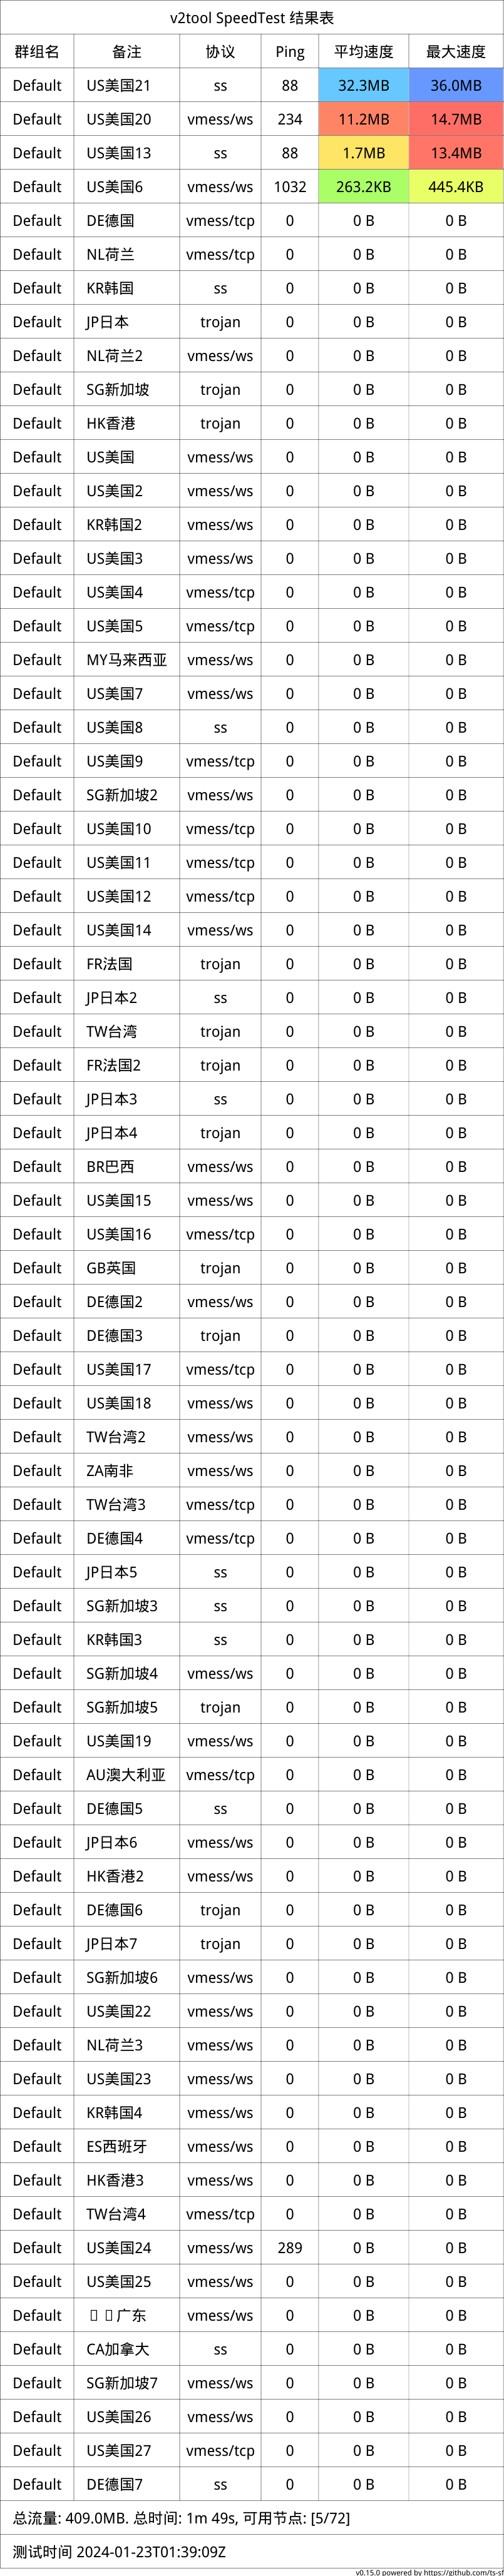 v2tool SpeedTest 结果表
群组名 备注 协议 Ping 平均速度 最大速度
Default US美国21 ss 88 32.3MB 36.0MB
Default US美国20 vmess/ws 234 11.2MB 14.7MB
Default US美国13 ss 88 1.7MB 13.4MB
Default US美国6 vmess/ws 1032 263.2KB 445.4KB
Default DE德国 vmess/tcp 0 0 B 0 B
Default NL荷兰 vmess/tcp 0 0 B 0 B
Default KR韩国 ss 0 0 B 0 B
Default JP日本 trojan 0 0 B 0 B
Default NL荷兰2 vmess/ws 0 0 B 0 B
Default SG新加坡 trojan 0 0 B 0 B
Default HK香港 trojan 0 0 B 0 B
Default US美国 vmess/ws 0 0 B 0 B
Default US美国2 vmess/ws 0 0 B 0 B
Default KR韩国2 vmess/ws 0 0 B 0 B
Default US美国3 vmess/ws 0 0 B 0 B
Default US美国4 vmess/tcp 0 0 B 0 B
Default US美国5 vmess/tcp 0 0 B 0 B
Default MY马来西亚 vmess/ws 0 0 B 0 B
Default US美国7 vmess/ws 0 0 B 0 B
Default US美国8 ss 0 0 B 0 B
Default US美国9 vmess/tcp 0 0 B 0 B
Default SG新加坡2 vmess/ws 0 0 B 0 B
Default US美国10 vmess/tcp 0 0 B 0 B
Default US美国11 vmess/tcp 0 0 B 0 B
Default US美国12 vmess/tcp 0 0 B 0 B
Default US美国14 vmess/ws 0 0 B 0 B
Default FR法国 trojan 0 0 B 0 B
Default JP日本2 ss 0 0 B 0 B
Default TW台湾 trojan 0 0 B 0 B
Default FR法国2 trojan 0 0 B 0 B
Default JP日本3 ss 0 0 B 0 B
Default JP日本4 trojan 0 0 B 0 B
Default BR巴西 vmess/ws 0 0 B 0 B
Default US美国15 vmess/ws 0 0 B 0 B
Default US美国16 vmess/tcp 0 0 B 0 B
Default GB英国 trojan 0 0 B 0 B
Default DE德国2 vmess/ws 0 0 B 0 B
Default DE德国3 trojan 0 0 B 0 B
Default US美国17 vmess/tcp 0 0 B 0 B
Default US美国18 vmess/ws 0 0 B 0 B
Default TW台湾2 vmess/ws 0 0 B 0 B
Default ZA南非 vmess/ws 0 0 B 0 B
Default TW台湾3 vmess/tcp 0 0 B 0 B
Default DE德国4 vmess/tcp 0 0 B 0 B
Default JP日本5 ss 0 0 B 0 B
Default SG新加坡3 ss 0 0 B 0 B
Default KR韩国3 ss 0 0 B 0 B
Default SG新加坡4 vmess/ws 0 0 B 0 B
Default SG新加坡5 trojan 0 0 B 0 B
Default US美国19 vmess/ws 0 0 B 0 B
Default AU澳大利亚 vmess/tcp 0 0 B 0 B
Default DE德国5 ss 0 0 B 0 B
Default JP日本6 vmess/ws 0 0 B 0 B
Default HK香港2 vmess/ws 0 0 B 0 B
Default DE德国6 trojan 0 0 B 0 B
Default JP日本7 trojan 0 0 B 0 B
Default SG新加坡6 vmess/ws 0 0 B 0 B
Default US美国22 vmess/ws 0 0 B 0 B
Default NL荷兰3 vmess/ws 0 0 B 0 B
Default US美国23 vmess/ws 0 0 B 0 B
Default KR韩国4 vmess/ws 0 0 B 0 B
Default ES西班牙 vmess/ws 0 0 B 0 B
Default HK香港3 vmess/ws 0 0 B 0 B
Default TW台湾4 vmess/tcp 0 0 B 0 B
Default US美国24 vmess/ws 289 0 B 0 B
Default US美国25 vmess/ws 0 0 B 0 B
Default 广东 vmess/ws 0 0 B 0 B
Default CA加拿大 ss 0 0 B 0 B
Default SG新加坡7 vmess/ws 0 0 B 0 B
Default US美国26 vmess/ws 0 0 B 0 B
Default US美国27 vmess/tcp 0 0 B 0 B
Default DE德国7 ss 0 0 B 0 B
总流量: 409.0MB. 总时间: 1m 49s, 可用节点: [5/72]
测试时间 2024-01-23T01:39:09Z
v0.15.0 powered by https://github.com/ts-sf